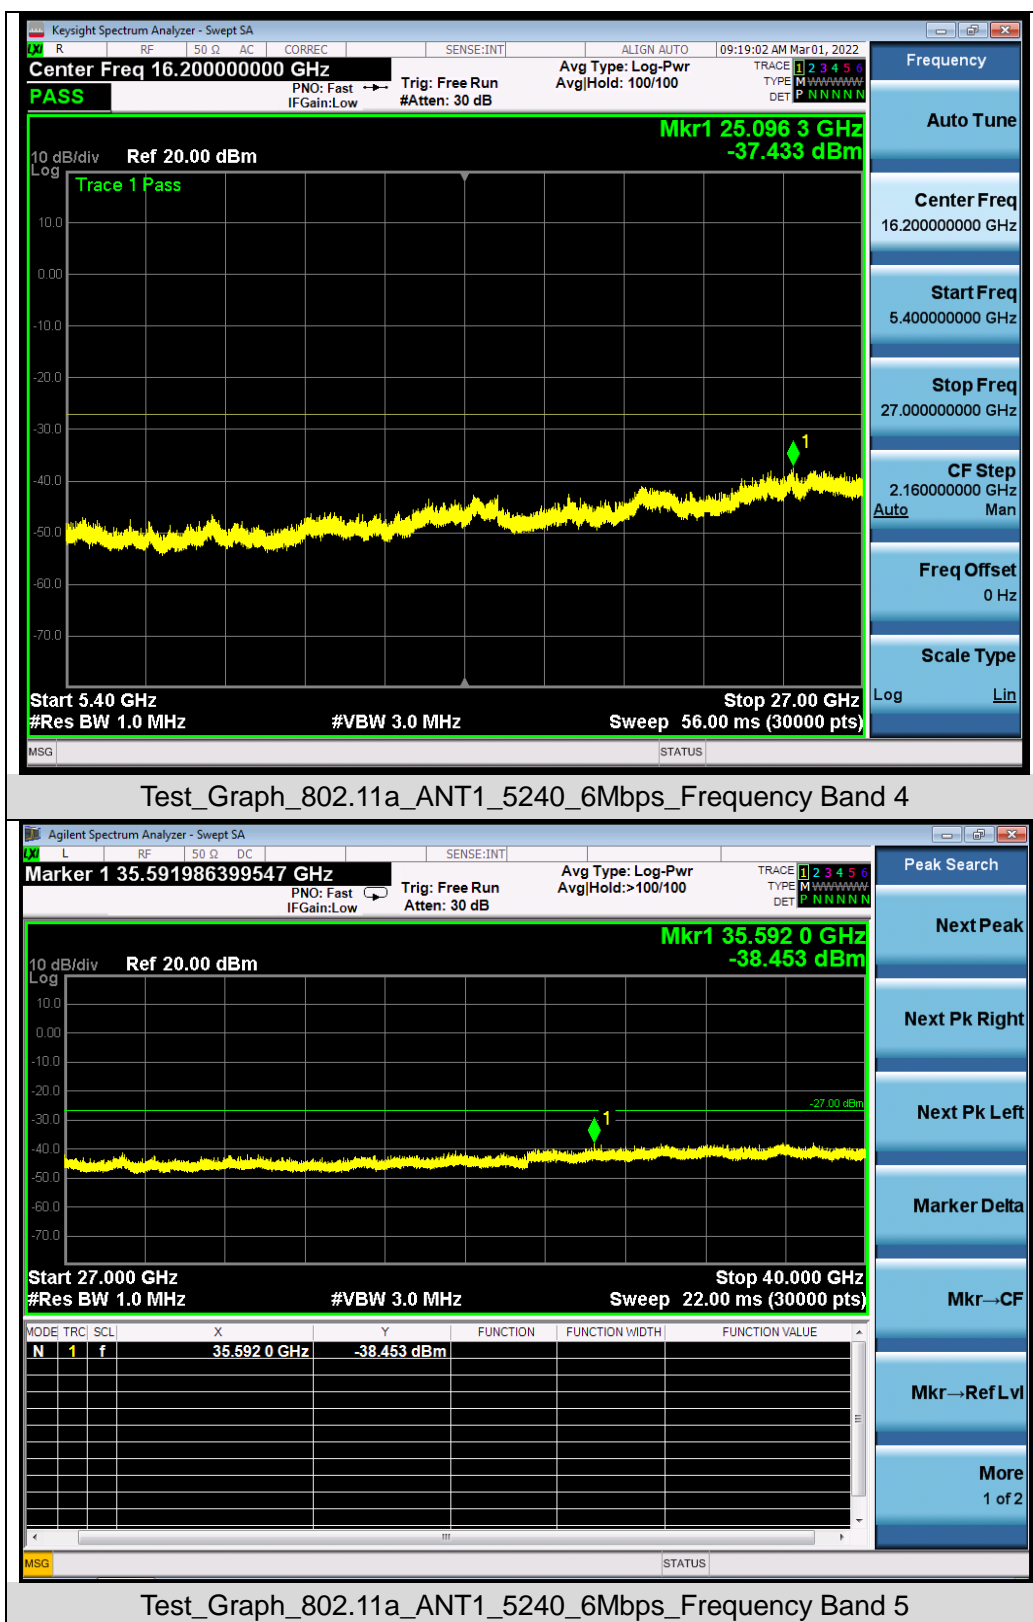 Keysight Spectrum Analyzer - Swept SA
LXI R RF 50 Ω AC CORREC SENSE:INT ALIGN AUTO 09:19:02 AM Mar 01, 2022
Center Freq 16.200000000 GHz
PASS
PNO: Fast
IFGain:Low
Trig: Free Run
#Atten: 30 dB
Avg Type: Log-Pwr
Avg|Hold: 100/100
TRACE 1 2 3 4 5 6
TYPE M WWWWW
DET P N N N N N
Mkr1 25.096 3 GHz
-37.433 dBm
10 dB/div Ref 20.00 dBm
Log
Trace 1 Pass
10.0
0.00
-10.0
-20.0
-30.0
-40.0
-50.0
-60.0
-70.0
1
Start 5.40 GHz Stop 27.00 GHz
#Res BW 1.0 MHz #VBW 3.0 MHz Sweep 56.00 ms (30000 pts)
MSG STATUS
Frequency
Auto Tune
Center Freq
16.200000000 GHz
Start Freq
5.400000000 GHz
Stop Freq
27.000000000 GHz
CF Step
2.160000000 GHz
Auto Man
Freq Offset
0 Hz
Scale Type
Log Lin
Test_Graph_802.11a_ANT1_5240_6Mbps_Frequency Band 4
Agilent Spectrum Analyzer - Swept SA
LXI L RF 50 Ω DC SENSE:INT
Marker 1 35.591986399547 GHz
PNO: Fast
IFGain:Low
Trig: Free Run
Atten: 30 dB
Avg Type: Log-Pwr
Avg|Hold:>100/100
TRACE 1 2 3 4 5 6
TYPE M WWWWW
DET P N N N N N
Mkr1 35.592 0 GHz
-38.453 dBm
10 dB/div Ref 20.00 dBm
Log
10.0
0.00
-10.0
-20.0
-30.0
-40.0
-50.0
-60.0
-70.0
-27.00 dBm
1
Start 27.000 GHz Stop 40.000 GHz
#Res BW 1.0 MHz #VBW 3.0 MHz Sweep 22.00 ms (30000 pts)
MODE TRC SCL X Y FUNCTION FUNCTION WIDTH FUNCTION VALUE
N 1 f 35.592 0 GHz -38.453 dBm
MSG STATUS
Peak Search
Next Peak
Next Pk Right
Next Pk Left
Marker Delta
Mkr→CF
Mkr→Ref Lvl
More
1 of 2
Test_Graph_802.11a_ANT1_5240_6Mbps_Frequency Band 5